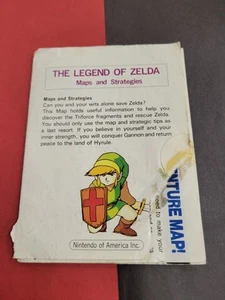 THE LEGEND OF ZELDA
Maps and Strategies
Maps and Strategies
Can you and your wits alone save Zelda?
This Map holds useful information to help you
discover the Triforce fragments and rescue Zelda.
You should only use the map and strategic tips as
a last resort. If you believe in yourself and your
inner strength, you will conquer Gannon and return
peace to the land of Hyrule.
Nintendo of America Inc.
NTURE MAP!
need to make your